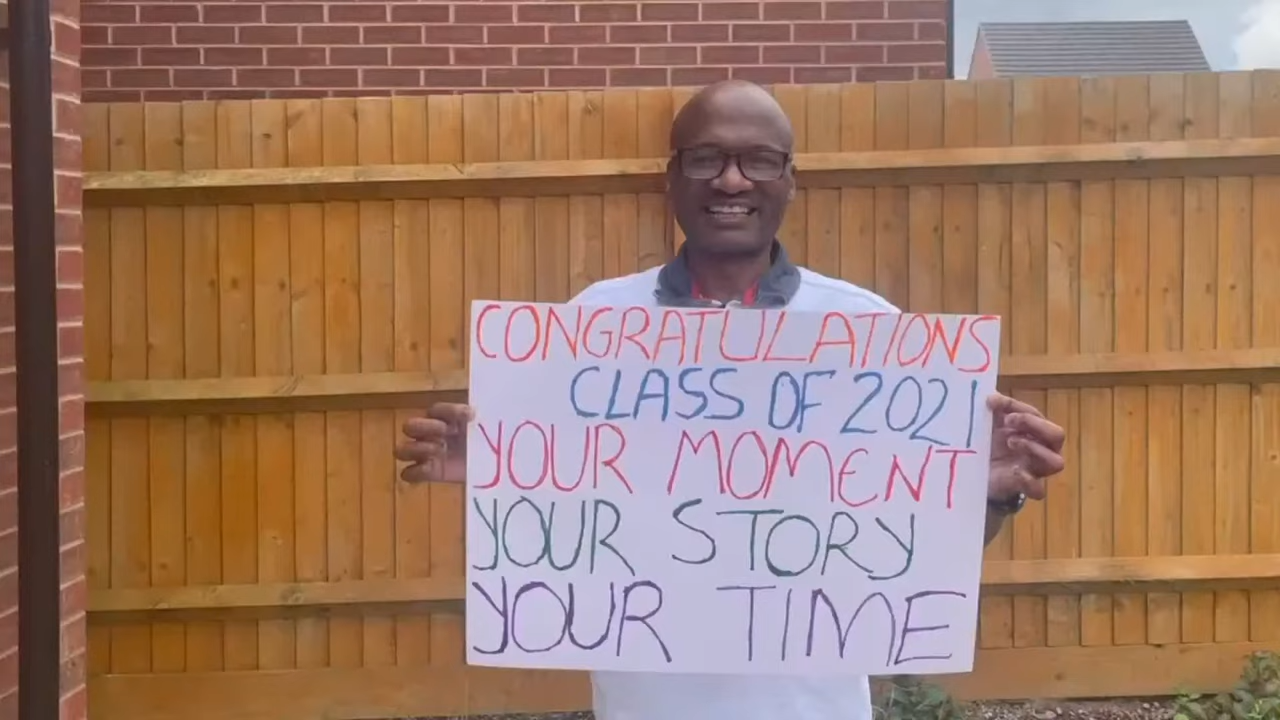 CONGRATULATIONS
CLASS OF 2021
YOUR MOMENT
YOUR STORY
YOUR TIME